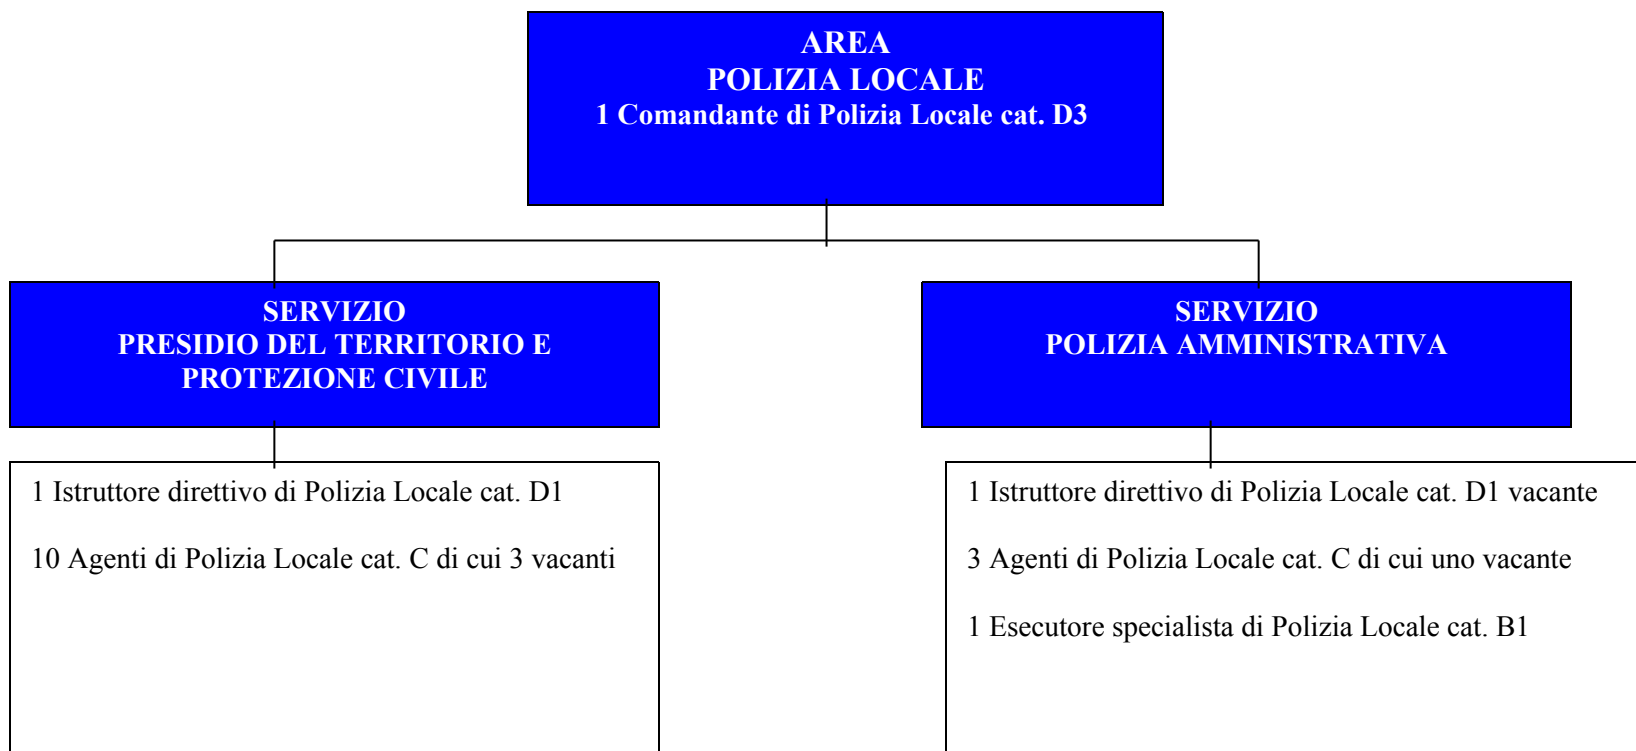 AREA
POLIZIA LOCALE
1 Comandante di Polizia Locale cat. D3
SERVIZIO
PRESIDIO DEL TERRITORIO E
PROTEZIONE CIVILE
SERVIZIO
POLIZIA AMMINISTRATIVA
1 Istruttore direttivo di Polizia Locale cat. D1
10 Agenti di Polizia Locale cat. C di cui 3 vacanti
1 Istruttore direttivo di Polizia Locale cat. D1 vacante
3 Agenti di Polizia Locale cat. C di cui uno vacante
1 Esecutore specialista di Polizia Locale cat. B1